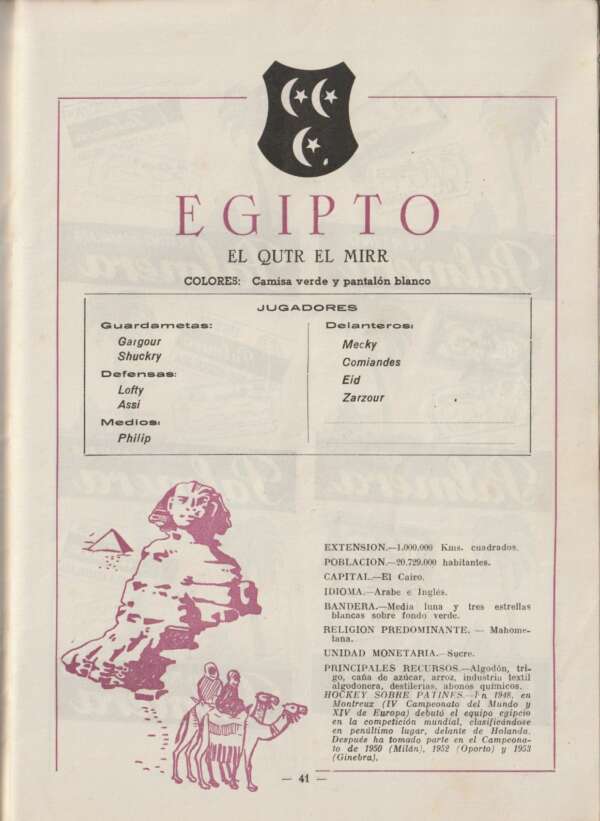 EGIPTO
EL QUTR EL MIRR
COLORES: Camisa verde y pantalón blanco
JUGADORES
Guardametas:
Gargour
Shuckry
Defensas:
Lofty
Assi
Medios:
Philip
Delanteros:
Mecky
Comiandes
Eid
Zarzour
EXTENSION.—1.000.000 Kms. cuadrados.
POBLACION.—20.729.000 habitantes.
CAPITAL.—El Cairo.
IDIOMA.—Arabe e Inglés.
BANDERA.—Media luna y tres estrellas
blancas sobre fondo verde.
RELIGION PREDOMINANTE. — Mahome-
tana.
UNIDAD MONETARIA.—Sucre.
PRINCIPALES RECURSOS.—Algodón, tri-
go, caña de azúcar, arroz, industria textil
algodonera, destilerias, abonos químicos.
HOCKEY SOBRE PATINES.—En 1948, en
Montreux (IV Campeonato del Mundo y
XIV de Europa) debutó el equipo egipcio
en la competición mundial, clasificándose
en penúltimo lugar, delante de Holanda.
Después ha tomado parte en el Campeona-
to de 1950 (Milán), 1952 (Oporto) y 1953
(Ginebra).
— 41 —